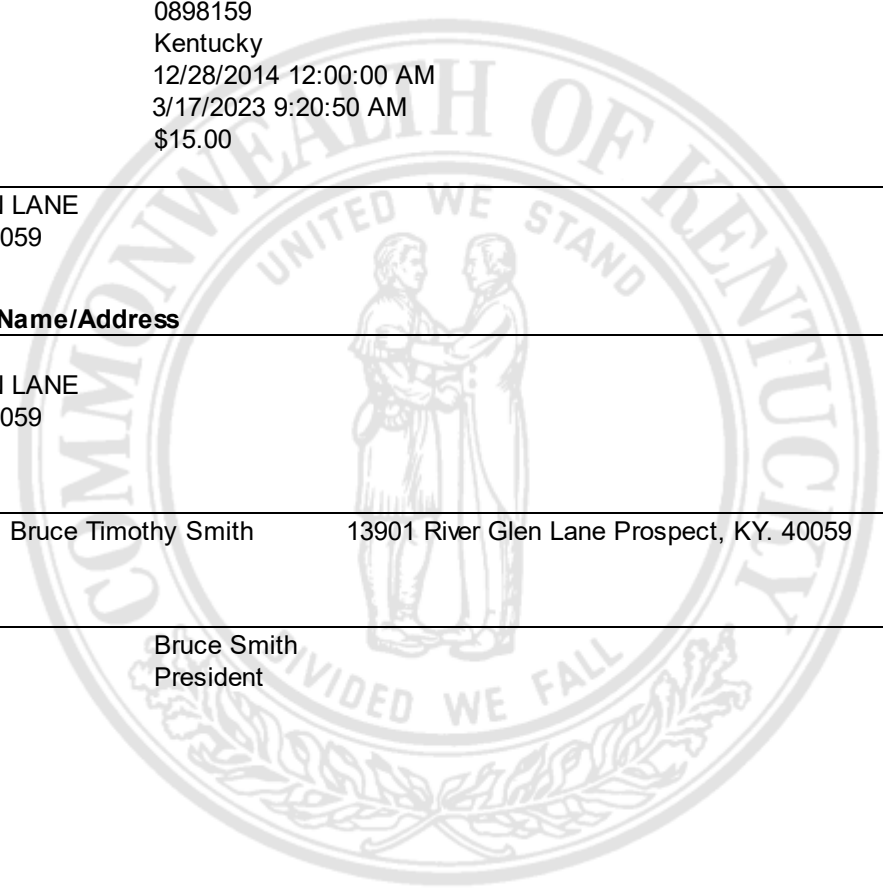 0898159
Kentucky
12/28/2014 12:00:00 AM
3/17/2023 9:20:50 AM
$15.00
LANE
059
Name/Address
LANE
059
Bruce Timothy Smith 13901 River Glen Lane Prospect, KY. 40059
Bruce Smith
President
COMMONWEALTH OF KENTUCKY
UNITED WE STAND
DIVIDED WE FALL